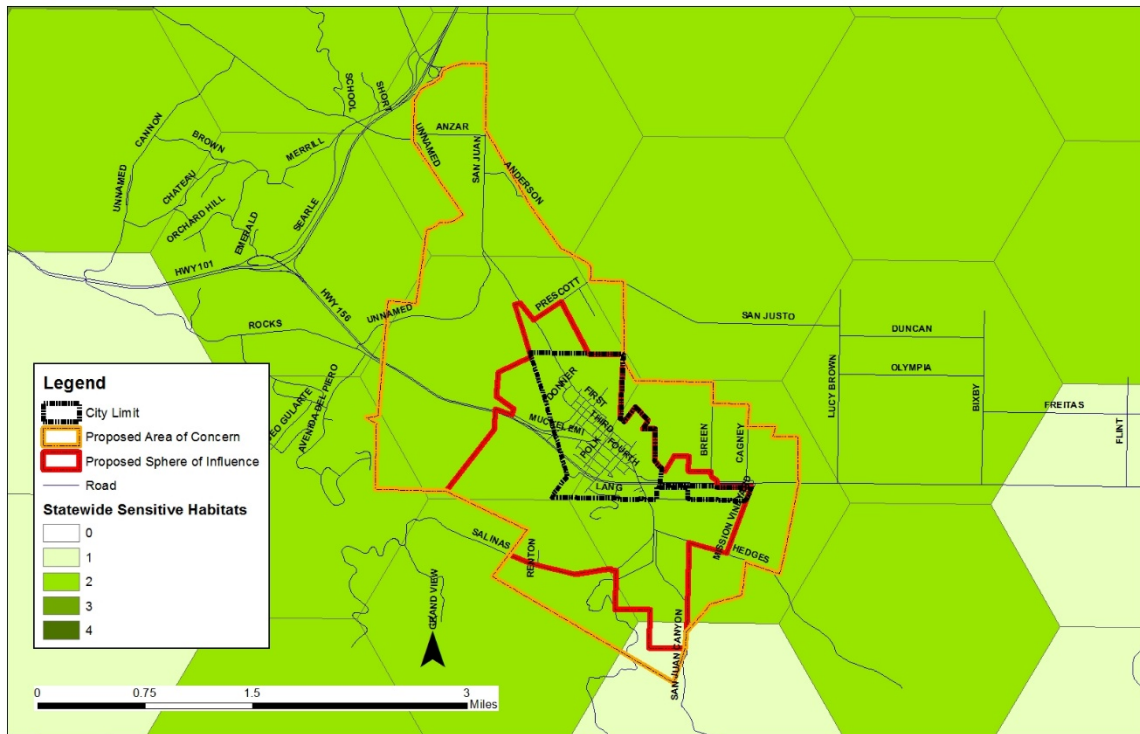 SCHOOL
SHORT
CANNON
BROWN
MERRILL
UNNAMED
ANZAR
SAN JUAN
ANDERSON
UNNAMED
CHATEAU
ORCHARD HILL
EMERALD
SEARLE
HWY101
HWY 156
UNNAMED
PRESCOTT
ROCKS
SAN JUSTO
DUNCAN
OLYMPIA
LUCY BROWN
BIXBY
FREITAS
FLINT
AVENIDA DEL PIERO
DONNER
FIRST
THIRD
FOURTH
MUCKELEMI
POLK
BREEN
CAGNEY
LANG
MISSION VINEYARD
HEDGES
SALINAS
RENTON
GRAND VIEW
SAN JUAN CANYON
Legend
City Limit
Proposed Area of Concern
Proposed Sphere of Influence
Road
Statewide Sensitive Habitats
0
1
2
3
4
0 0.75 1.5 3
Miles